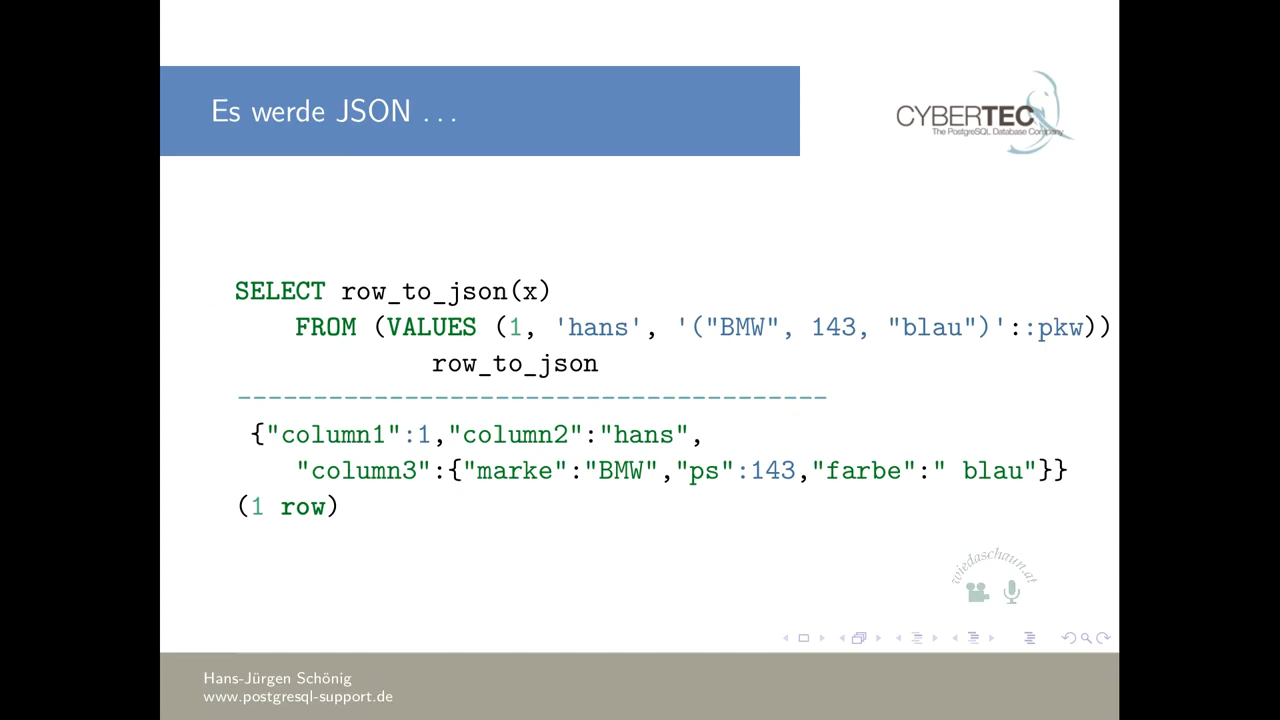 Es werde JSON ...
CYBERTEC
The PostgreSQL Database Company
SELECT row_to_json(x)
FROM (VALUES (1, 'hans', '("BMW", 143, "blau")'::pkw))
row_to_json
---------------------------------------
{"column1":1,"column2":"hans",
"column3":{"marke":"BMW","ps":143,"farbe":" blau"}}
(1 row)
wiedaschaun.at
Hans-Jürgen Schönig
www.postgresql-support.de